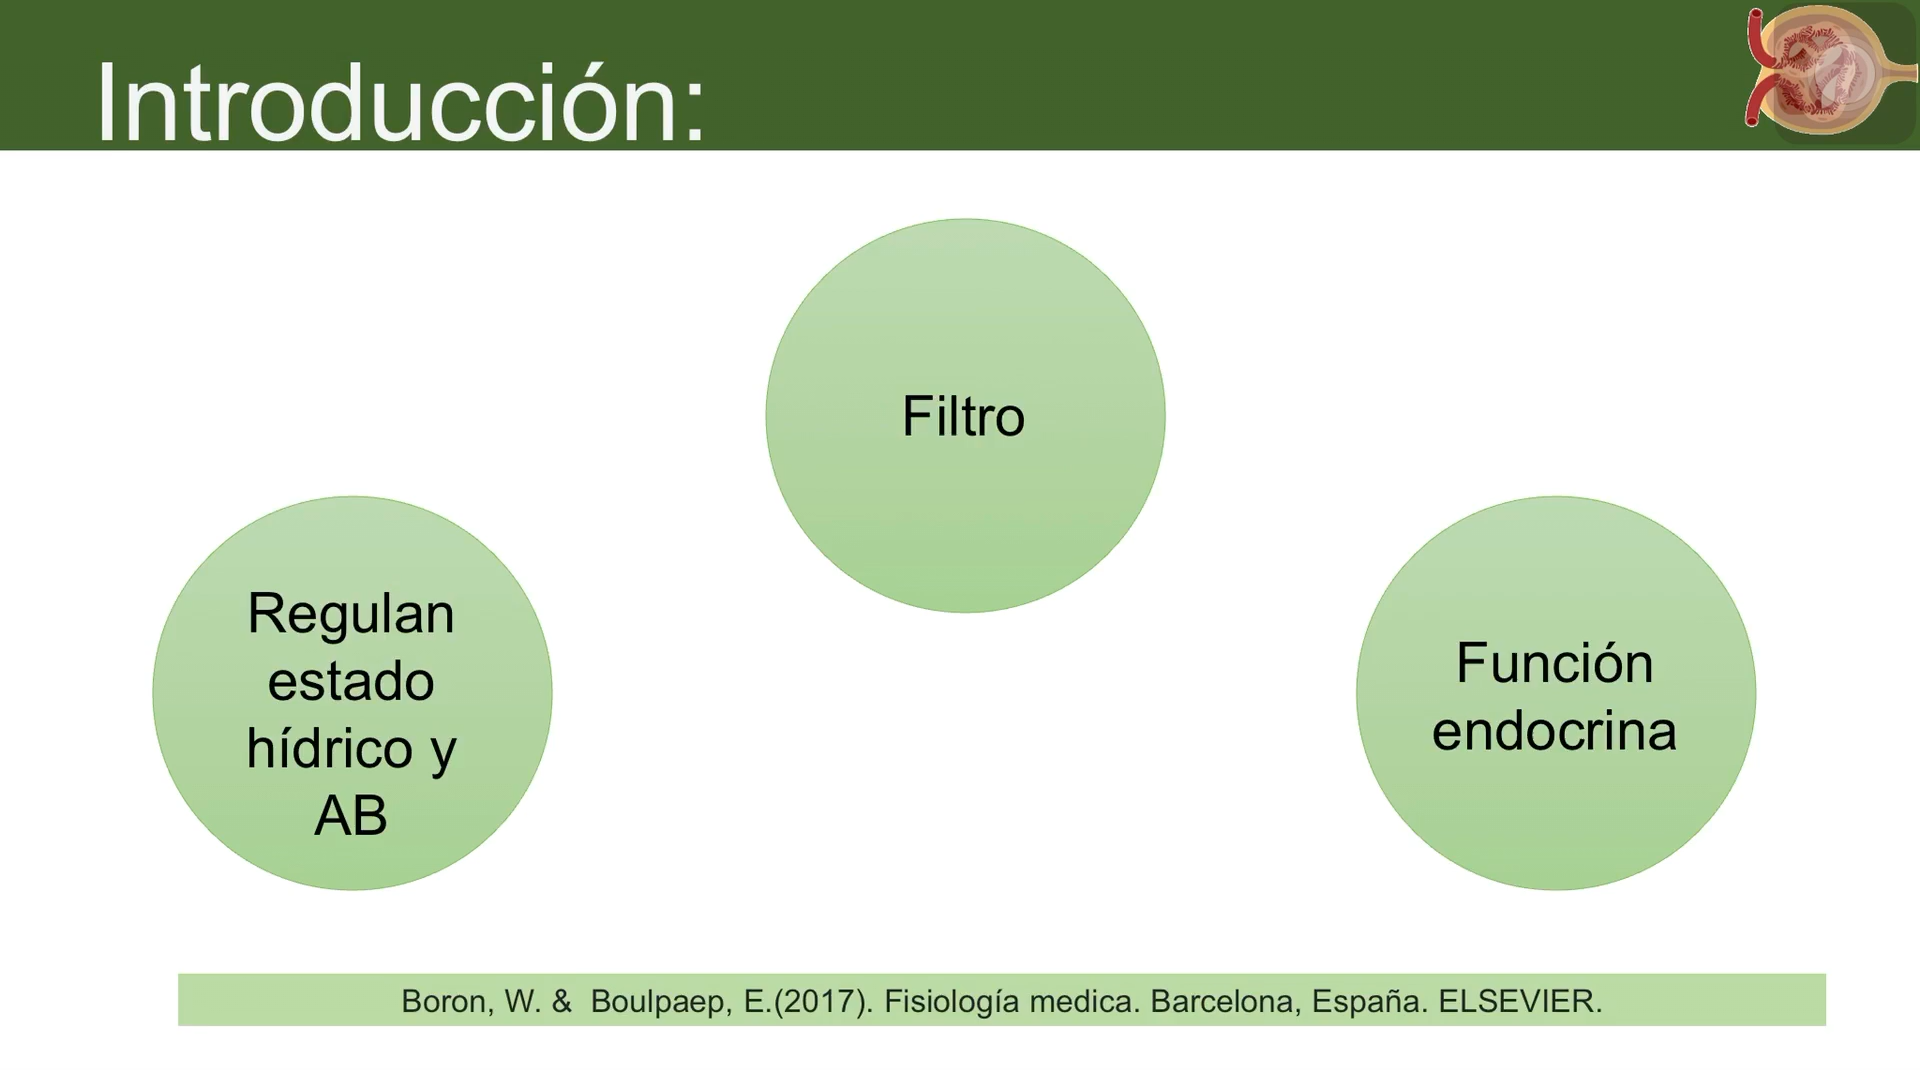 Introducción:
Filtro
Regulan
estado
hídrico y
AB
Función
endocrina
Boron, W. &  Boulpaep, E.(2017). Fisiología medica. Barcelona, España. ELSEVIER.